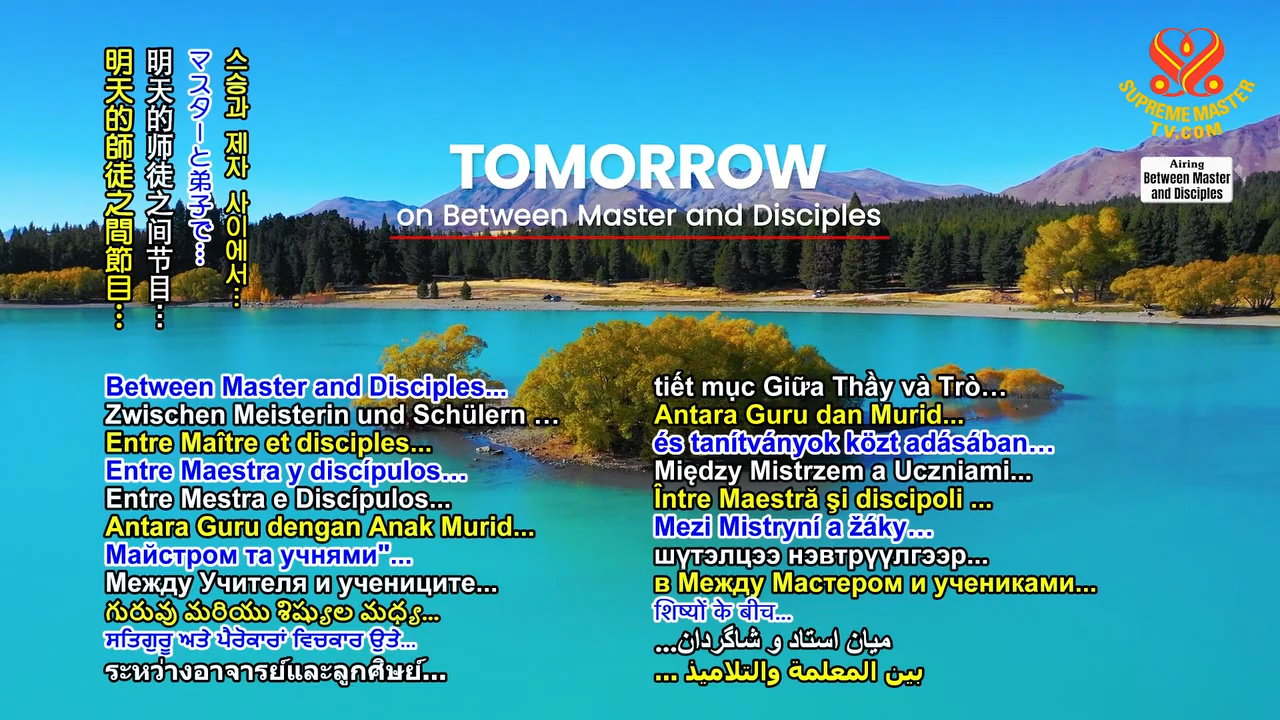 明天的師徒之間節目…
明天的师徒之间节目…
マスターと弟子で…
스승과 제자 사이에서…
SUPREME MASTER
TV.COM
Airing
Between Master
and Disciples
TOMORROW
on Between Master and Disciples
Between Master and Disciples...
Zwischen Meisterin und Schülern …
Entre Maître et disciples...
Entre Maestra y discípulos…
Entre Mestra e Discípulos...
Antara Guru dengan Anak Murid...
Майстром та учнями"...
Между Учителя и учениците...
గురువు మరియు శిష్యుల మధ్య...
ਸਤਿਗੁਰੂ ਅਤੇ ਪੈਰੋਕਾਰਾਂ ਵਿਚਕਾਰ ਉਤੇ...
ระหว่างอาจารย์และลูกศิษย์...
tiết mục Giữa Thầy và Trò…
Antara Guru dan Murid...
és tanítványok közt adásában…
Między Mistrzem a Uczniami...
Între Maestră şi discipoli ...
Mezi Mistryní a žáky…
шүтэлцээ нэвтрүүлгээр...
в Между Мастером и учениками...
शिष्यों के बीच...
میان استاد و شاگردان...
بين المعلمة والتلاميذ ...